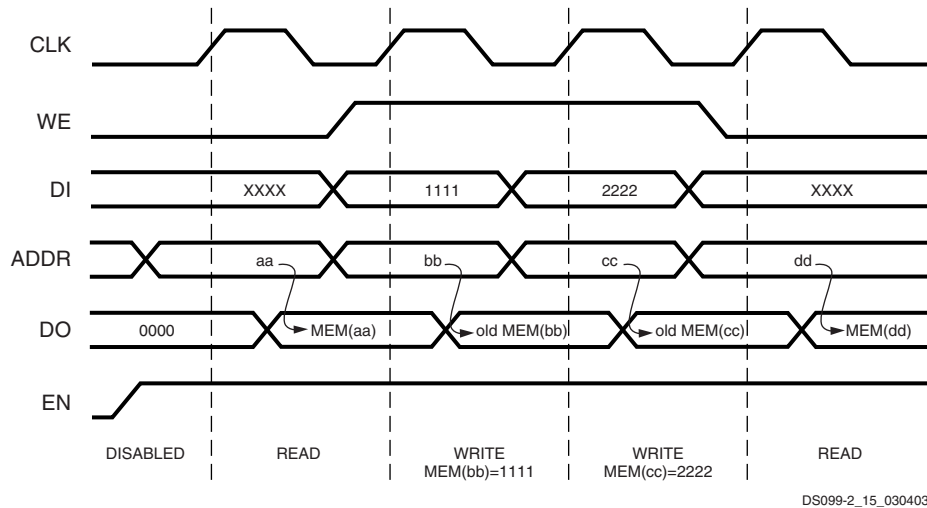 CLK
WE
DI XXXX 1111 2222 XXXX
ADDR aa bb cc dd
DO 0000 MEM(aa) old MEM(bb) old MEM(cc) MEM(dd)
EN
DISABLED READ WRITE WRITE READ
MEM(bb)=1111 MEM(cc)=2222
DS099-2_15_030403